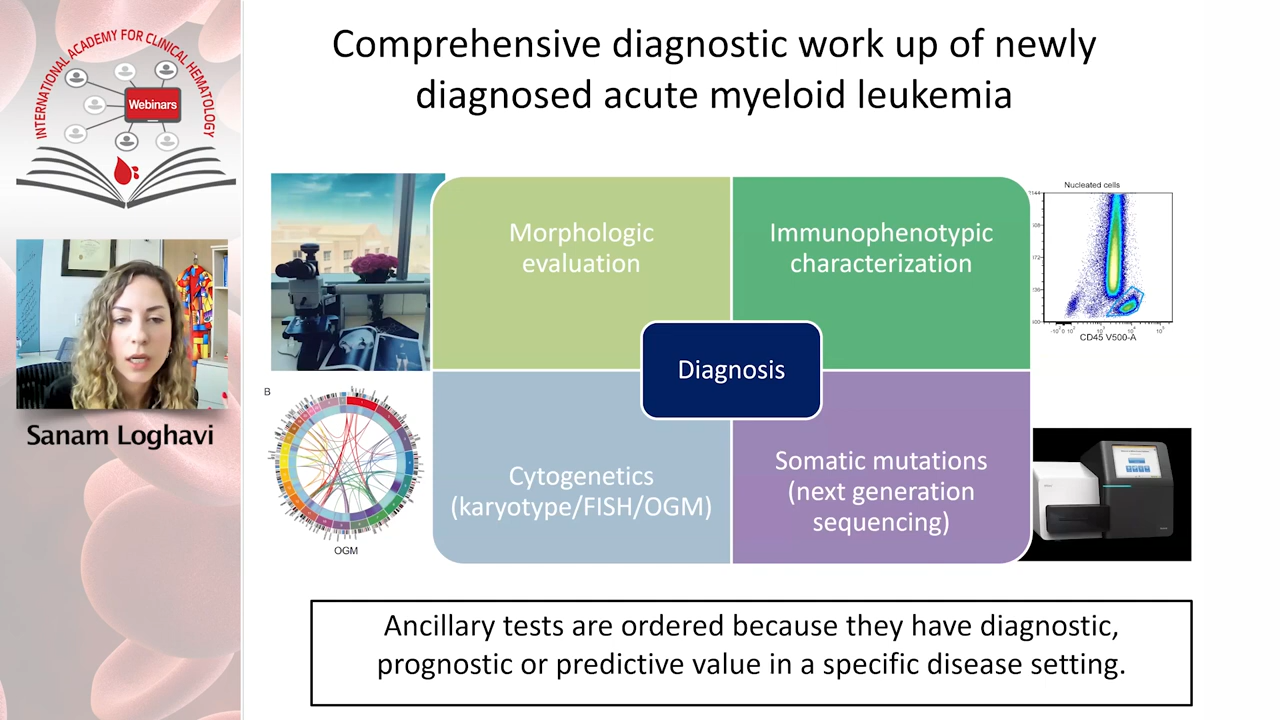 Comprehensive diagnostic work up of newly
diagnosed acute myeloid leukemia
INTERNATIONAL ACADEMY FOR CLINICAL HEMATOLOGY
Webinars
Sanam Loghavi
Morphologic
evaluation
Immunophenotypic
characterization
Diagnosis
Cytogenetics
(karyotype/FISH/OGM)
Somatic mutations
(next generation
sequencing)
Nucleated cells
CD45 V500-A
B
OGM
Ancillary tests are ordered because they have diagnostic,
prognostic or predictive value in a specific disease setting.